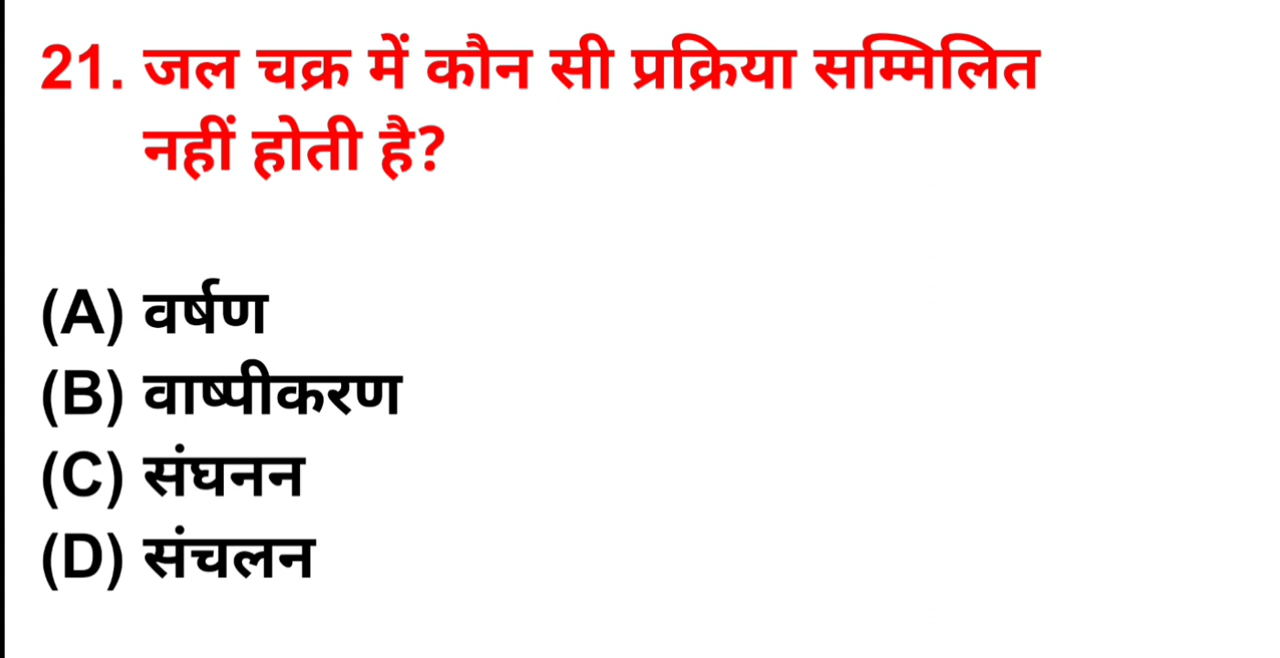 21. जल चक्र में कौन सी प्रक्रिया सम्मिलित
नहीं होती है?
(A) वर्षण
(B) वाष्पीकरण
(C) संघनन
(D) संचलन